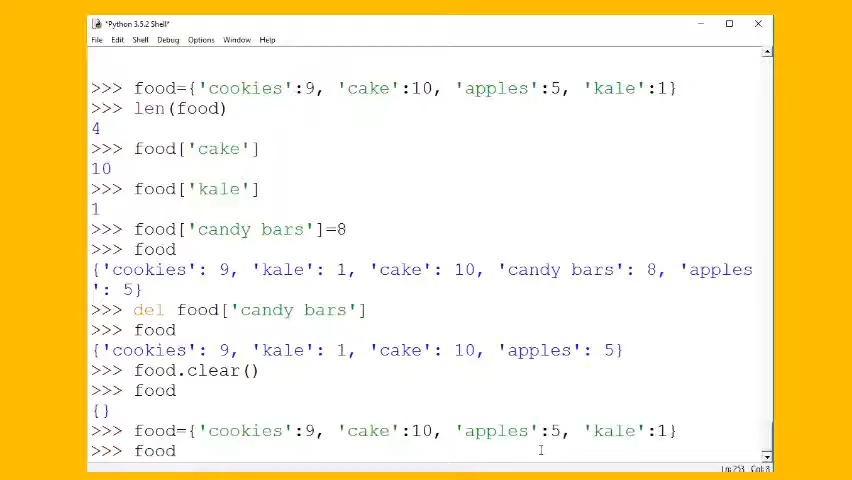 *Python 3.5.2 Shell*
File Edit Shell Debug Options Window Help
>>> food={'cookies':9, 'cake':10, 'apples':5, 'kale':1}
>>> len(food)
4
>>> food['cake']
10
>>> food['kale']
1
>>> food['candy bars']=8
>>> food
{'cookies': 9, 'kale': 1, 'cake': 10, 'candy bars': 8, 'apples
': 5}
>>> del food['candy bars']
>>> food
{'cookies': 9, 'kale': 1, 'cake': 10, 'apples': 5}
>>> food.clear()
>>> food
{}
>>> food={'cookies':9, 'cake':10, 'apples':5, 'kale':1}
>>> food
Ln:253 Col:8